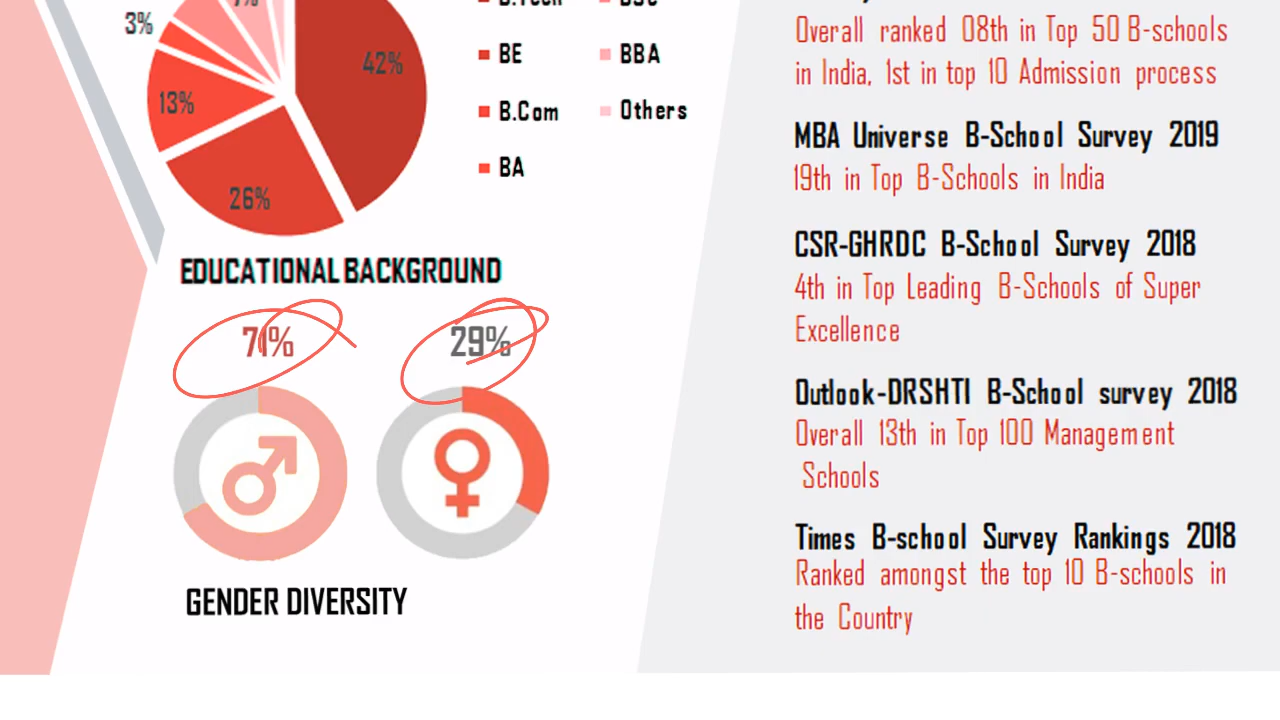 3%
42%
13%
26%
BE
BBA
B.Com
Others
BA
EDUCATIONAL BACKGROUND
71%
29%
GENDER DIVERSITY
Overall ranked 08th in Top 50 B-schools
in India, 1st in top 10 Admission process
MBA Universe B-School Survey 2019
19th in Top B-Schools in India
CSR-GHRDC B-School Survey 2018
4th in Top Leading B-Schools of Super
Excellence
Outlook-DRSHTI B-School survey 2018
Overall 13th in Top 100 Management
Schools
Times B-school Survey Rankings 2018
Ranked amongst the top 10 B-schools in
the Country